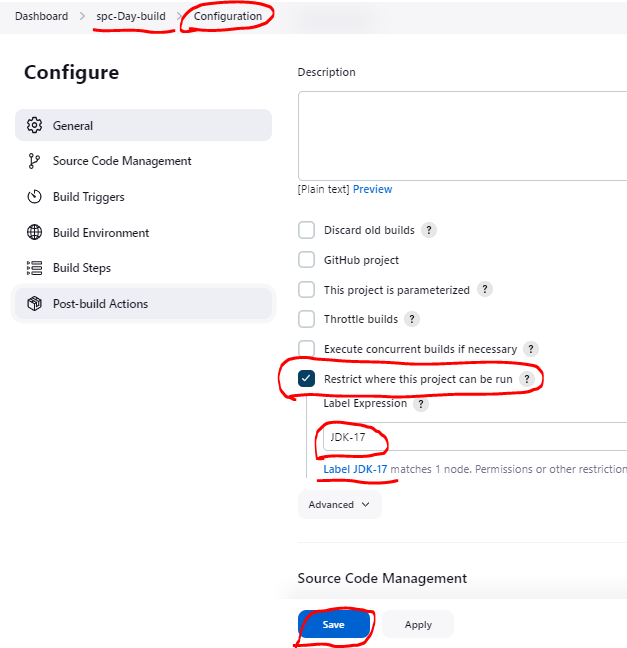 Dashboard > spc-Day-build > Configuration
Configure
General
Source Code Management
Build Triggers
Build Environment
Build Steps
Post-build Actions
Description
[Plain text] Preview
Discard old builds ?
GitHub project
This project is parameterized ?
Throttle builds ?
Execute concurrent builds if necessary ?
Restrict where this project can be run ?
Label Expression ?
JDK-17
Label JDK-17 matches 1 node. Permissions or other restriction
Advanced
Source Code Management
Save Apply